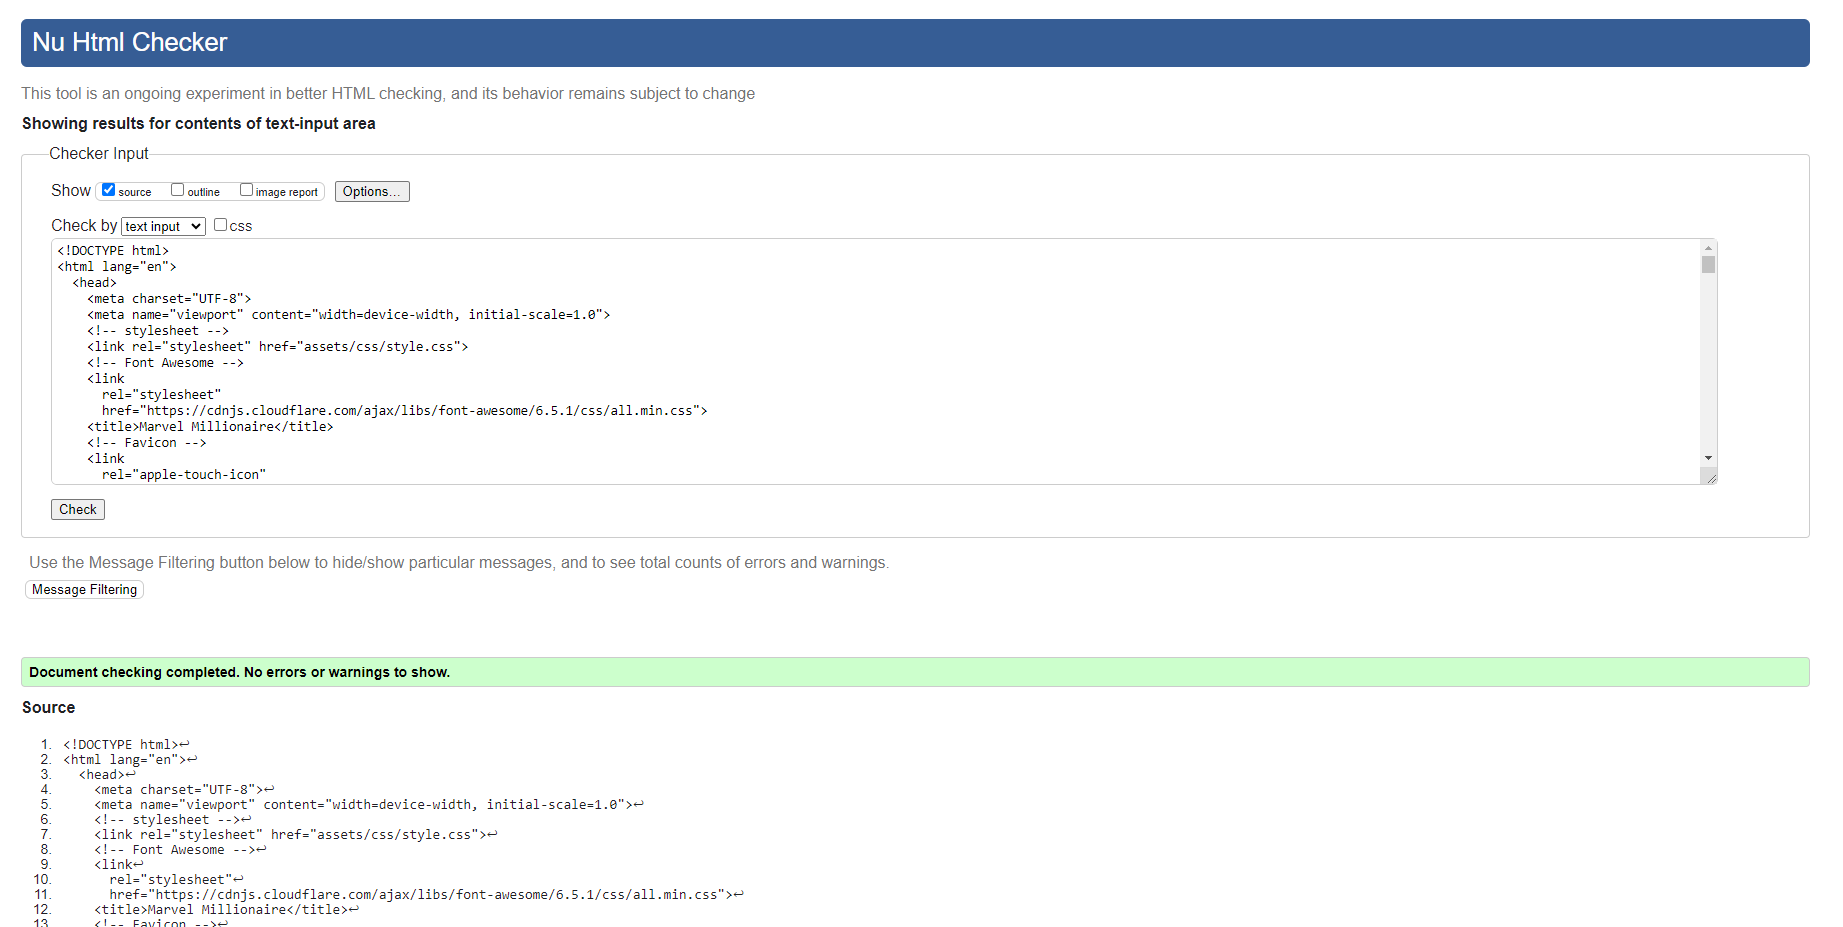 Nu Html Checker
This tool is an ongoing experiment in better HTML checking, and its behavior remains subject to change
Showing results for contents of text-input area
Checker Input
Show source outline image report Options...
Check by text input css
<!DOCTYPE html>
<html lang="en">
  <head>
    <meta charset="UTF-8">
    <meta name="viewport" content="width=device-width, initial-scale=1.0">
    <!-- stylesheet -->
    <link rel="stylesheet" href="assets/css/style.css">
    <!-- Font Awesome -->
    <link
      rel="stylesheet"
      href="https://cdnjs.cloudflare.com/ajax/libs/font-awesome/6.5.1/css/all.min.css">
    <title>Marvel Millionaire</title>
    <!-- Favicon -->
    <link
      rel="apple-touch-icon"
Check
Use the Message Filtering button below to hide/show particular messages, and to see total counts of errors and warnings.
Message Filtering
Document checking completed. No errors or warnings to show.
Source
1. <!DOCTYPE html>↩
2. <html lang="en">↩
3.   <head>↩
4.     <meta charset="UTF-8">↩
5.     <meta name="viewport" content="width=device-width, initial-scale=1.0">↩
6.     <!-- stylesheet -->↩
7.     <link rel="stylesheet" href="assets/css/style.css">↩
8.     <!-- Font Awesome -->↩
9.     <link↩
10.       rel="stylesheet"↩
11.       href="https://cdnjs.cloudflare.com/ajax/libs/font-awesome/6.5.1/css/all.min.css">↩
12.     <title>Marvel Millionaire</title>↩
13.     <!-- Favicon -->↩